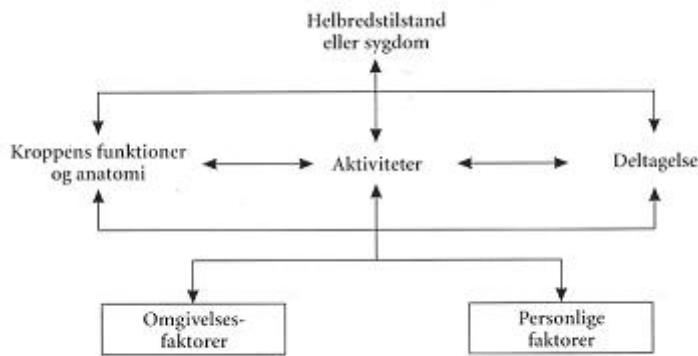 Helbredstilstand
eller sygdom
Kroppens funktioner
og anatomi
Aktiviteter
Deltagelse
Omgivelses-
faktorer
Personlige
faktorer